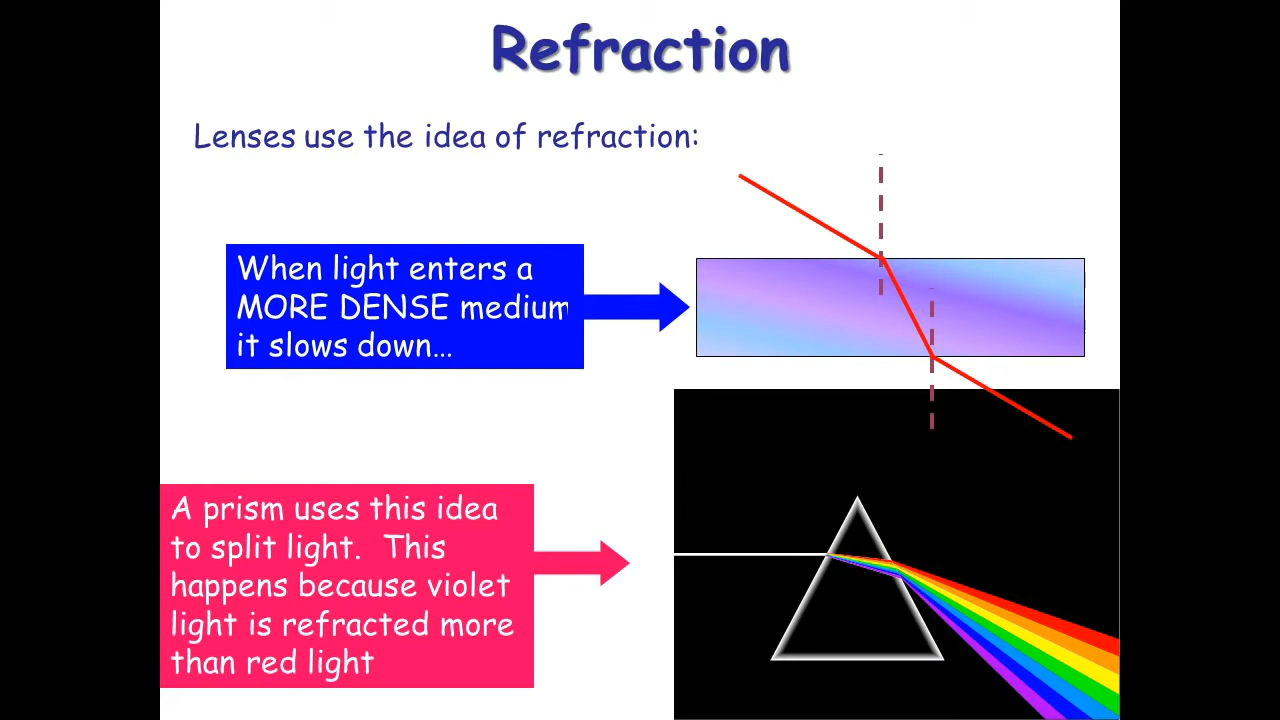 Refraction
Lenses use the idea of refraction:
When light enters a
MORE DENSE medium
it slows down…
A prism uses this idea
to split light.  This
happens because violet
light is refracted more
than red light